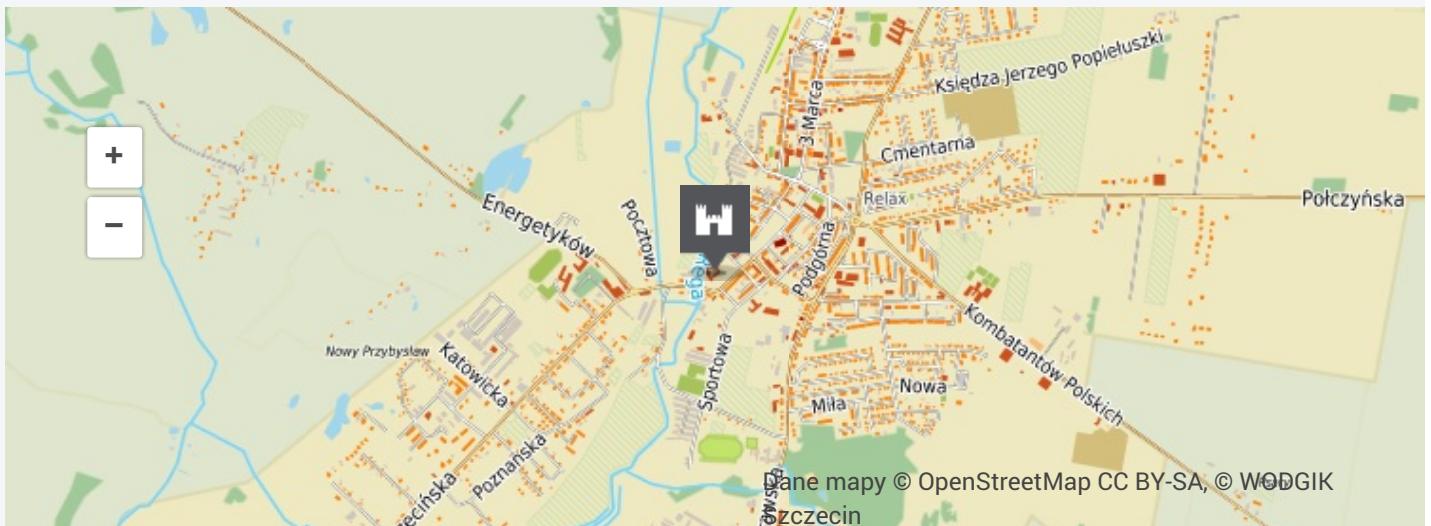 Księdza Jerzego Popiełuszki
3 Marca
Cmentarna
+
Relax
Połczyńska
Energetyków
Pocztowa
−
Podgórna
Rega
Kombatantów Polskich
Nowy Przybysław
Katowicka
Sportowa
Nowa
Miła
Poznańska
Dane mapy © OpenStreetMap CC BY-SA, © WODGIK
Szczecin